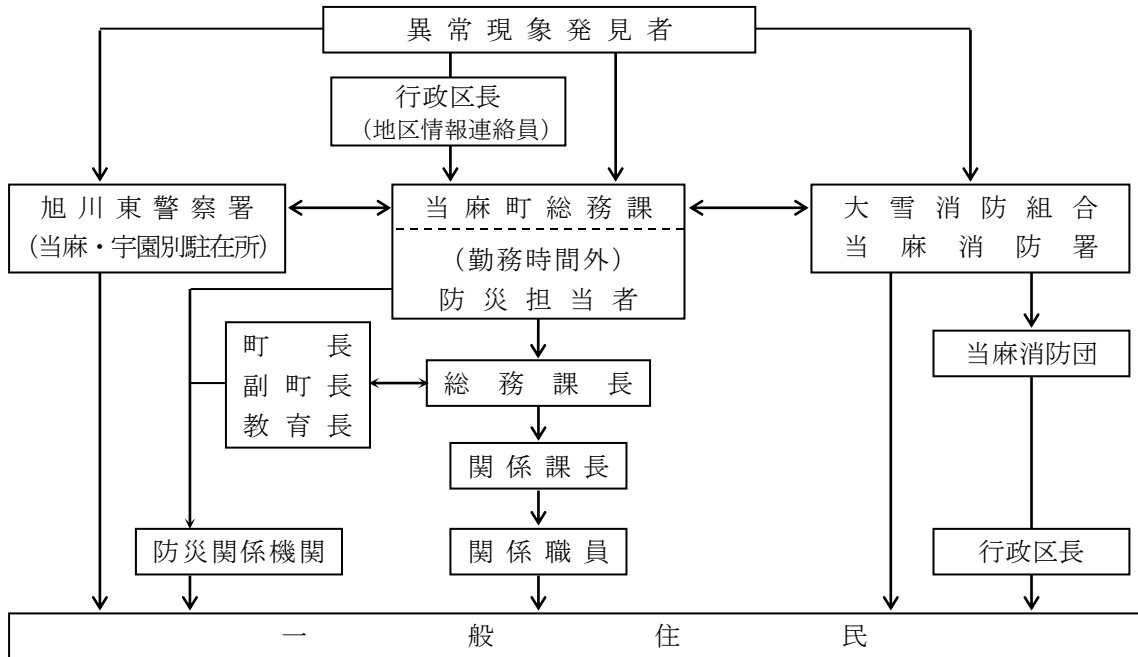 異常現象発見者
行政区長
（地区情報連絡員）
旭川東警察署
（当麻・宇園別駐在所）
当麻町総務課
（勤務時間外）
防災担当者
大雪消防組合
当麻消防署
町長
副町長
教育長
総務課長
当麻消防団
関係課長
防災関係機関
関係職員
行政区長
一般住民